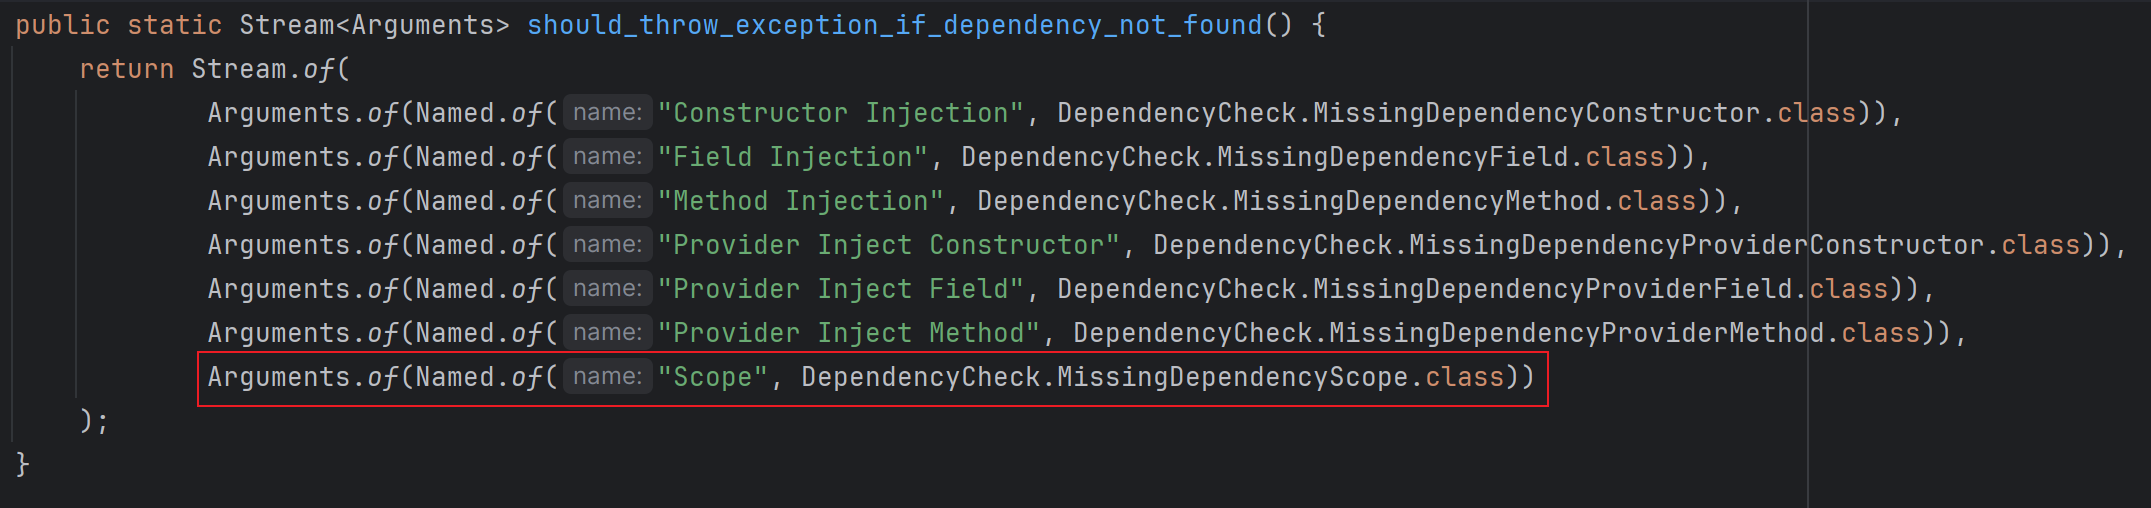 public static Stream<Arguments> should_throw_exception_if_dependency_not_found() {
return Stream.of(
Arguments.of(Named.of( name: "Constructor Injection", DependencyCheck.MissingDependencyConstructor.class)),
Arguments.of(Named.of( name: "Field Injection", DependencyCheck.MissingDependencyField.class)),
Arguments.of(Named.of( name: "Method Injection", DependencyCheck.MissingDependencyMethod.class)),
Arguments.of(Named.of( name: "Provider Inject Constructor", DependencyCheck.MissingDependencyProviderConstructor.class)),
Arguments.of(Named.of( name: "Provider Inject Field", DependencyCheck.MissingDependencyProviderField.class)),
Arguments.of(Named.of( name: "Provider Inject Method", DependencyCheck.MissingDependencyProviderMethod.class)),
Arguments.of(Named.of( name: "Scope", DependencyCheck.MissingDependencyScope.class))
);
}